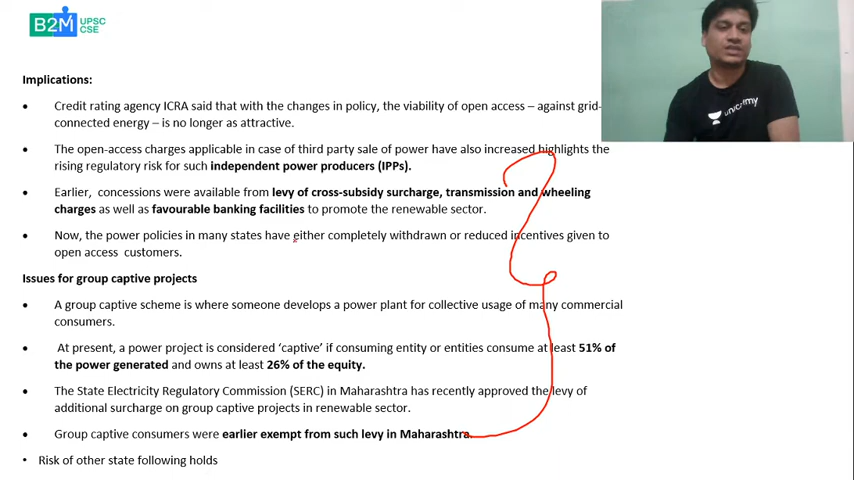 B2M UPSC
CSE
unacademy
Implications:
• Credit rating agency ICRA said that with the changes in policy, the viability of open access – against grid-
connected energy – is no longer as attractive.
• The open-access charges applicable in case of third party sale of power have also increased highlights the
rising regulatory risk for such independent power producers (IPPs).
• Earlier, concessions were available from levy of cross-subsidy surcharge, transmission and wheeling
charges as well as favourable banking facilities to promote the renewable sector.
• Now, the power policies in many states have either completely withdrawn or reduced incentives given to
open access customers.
Issues for group captive projects
• A group captive scheme is where someone develops a power plant for collective usage of many commercial
consumers.
• At present, a power project is considered ‘captive’ if consuming entity or entities consume at least 51% of
the power generated and owns at least 26% of the equity.
• The State Electricity Regulatory Commission (SERC) in Maharashtra has recently approved the levy of
additional surcharge on group captive projects in renewable sector.
• Group captive consumers were earlier exempt from such levy in Maharashtra.
• Risk of other state following holds